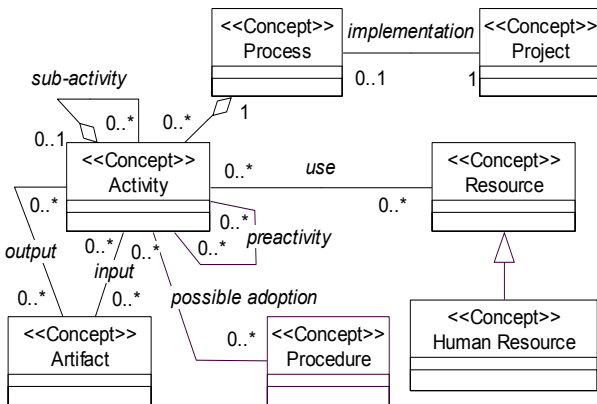 <<Concept>>
Process
implementation
<<Concept>>
Project
0..1
1
sub-activity
0..1
0..*
0..*
1
<<Concept>>
Activity
0..*
use
0..*
<<Concept>>
Resource
0..*
output
0..*
0..*
input
0..*
0..*
0..*
preactivity
0..*
possible adoption
0..*
<<Concept>>
Artifact
<<Concept>>
Procedure
<<Concept>>
Human Resource